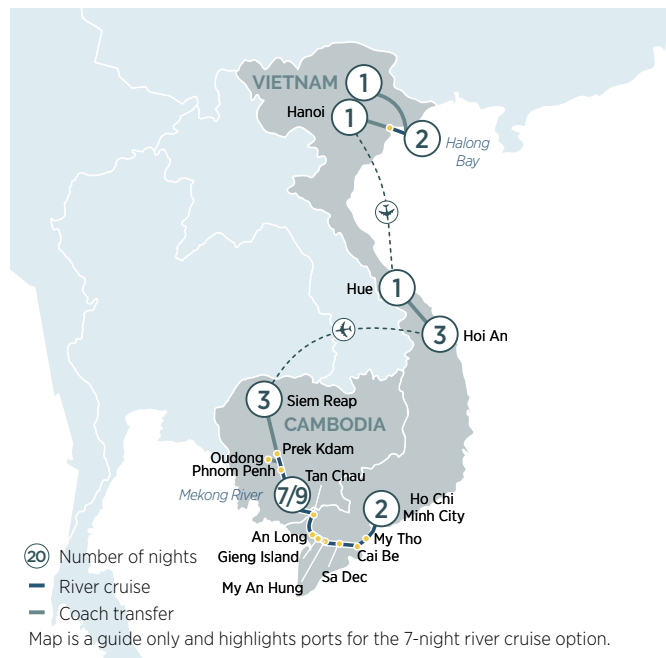 VIETNAM
1
Hanoi
1
2
Halong
Bay
Hue
1
3
Hoi An
3
Siem Reap
CAMBODIA
Prek Kdam
Oudong
Phnom Penh
Tan Chau
Mekong River
7/9
2
Ho Chi
Minh City
An Long
My Tho
Gieng Island
Cai Be
Sa Dec
My An Hung
20 Number of nights
River cruise
Coach transfer
Map is a guide only and highlights ports for the 7-night river cruise option.